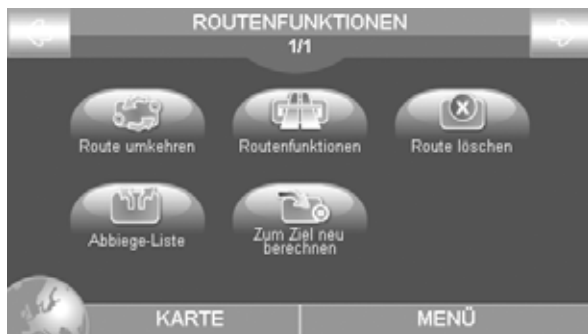 ROUTENFUNKTIONEN
1/1
Route umkehren
Routenfunktionen
Route löschen
Abbiege-Liste
Zum Ziel neu
berechnen
KARTE
MENÜ